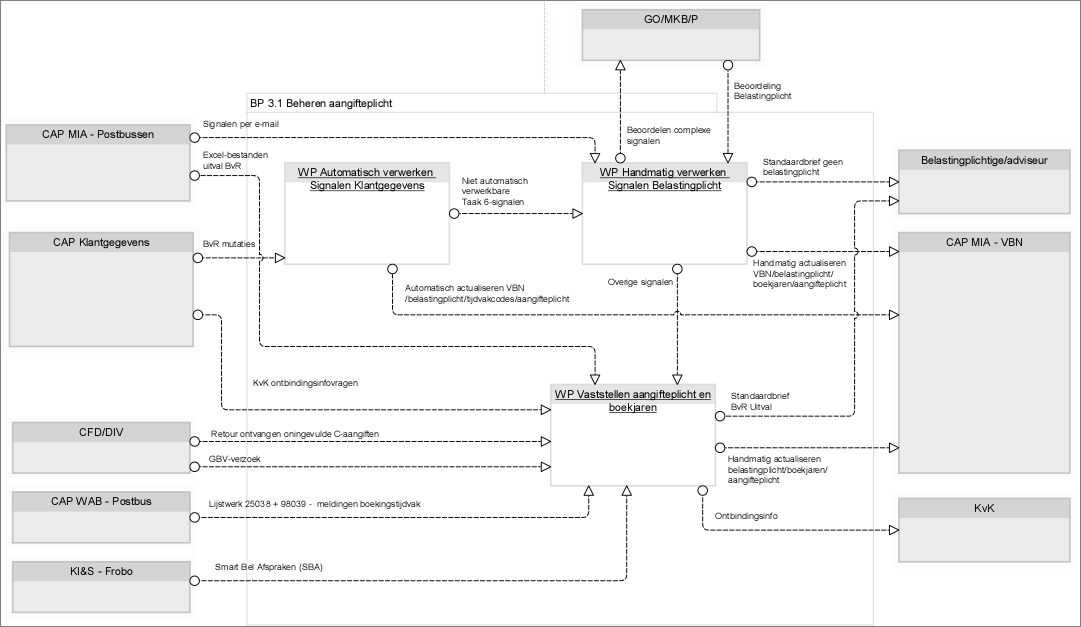 GO/MKB/P
Beoordeling
Belastingplicht
BP 3.1 Beheren aangifteplicht
Signalen per e-mail
Beoordelen complexe
signalen
CAP MIA - Postbussen
Excel-bestanden
uitval BvR
WP Automatisch verwerken
Signalen Klantgegevens
Niet automatisch
verwerkbare
Taak 6-signalen
WP Handmatig verwerken
Signalen Belastingplicht
Standaardbrief geen
belastingplicht
Belastingplichtige/adviseur
CAP Klantgegevens
BvR mutaties
CAP MIA - VBN
Handmatig actualiseren
VBN/belastingplicht/
boekjaren/aangifteplicht
Overige signalen
Automatisch actualiseren VBN
/belastingplicht/tijdvakcodes/aangifteplicht
KvK ontbindingsinfovragen
WP Vaststellen aangifteplicht en
boekjaren
Standaardbrief
BvR Uitval
CFD/DIV
Retour ontvangen oningevulde C-aangiften
GBV-verzoek
Handmatig actualiseren
belastingplicht/boekjaren/
aangifteplicht
CAP WAB - Postbus
Lijstwerk 25038 + 98039 - meldingen boekingstijdvak
Ontbindingsinfo
KvK
KI&S - Frobo
Smart Bel Afspraken (SBA)